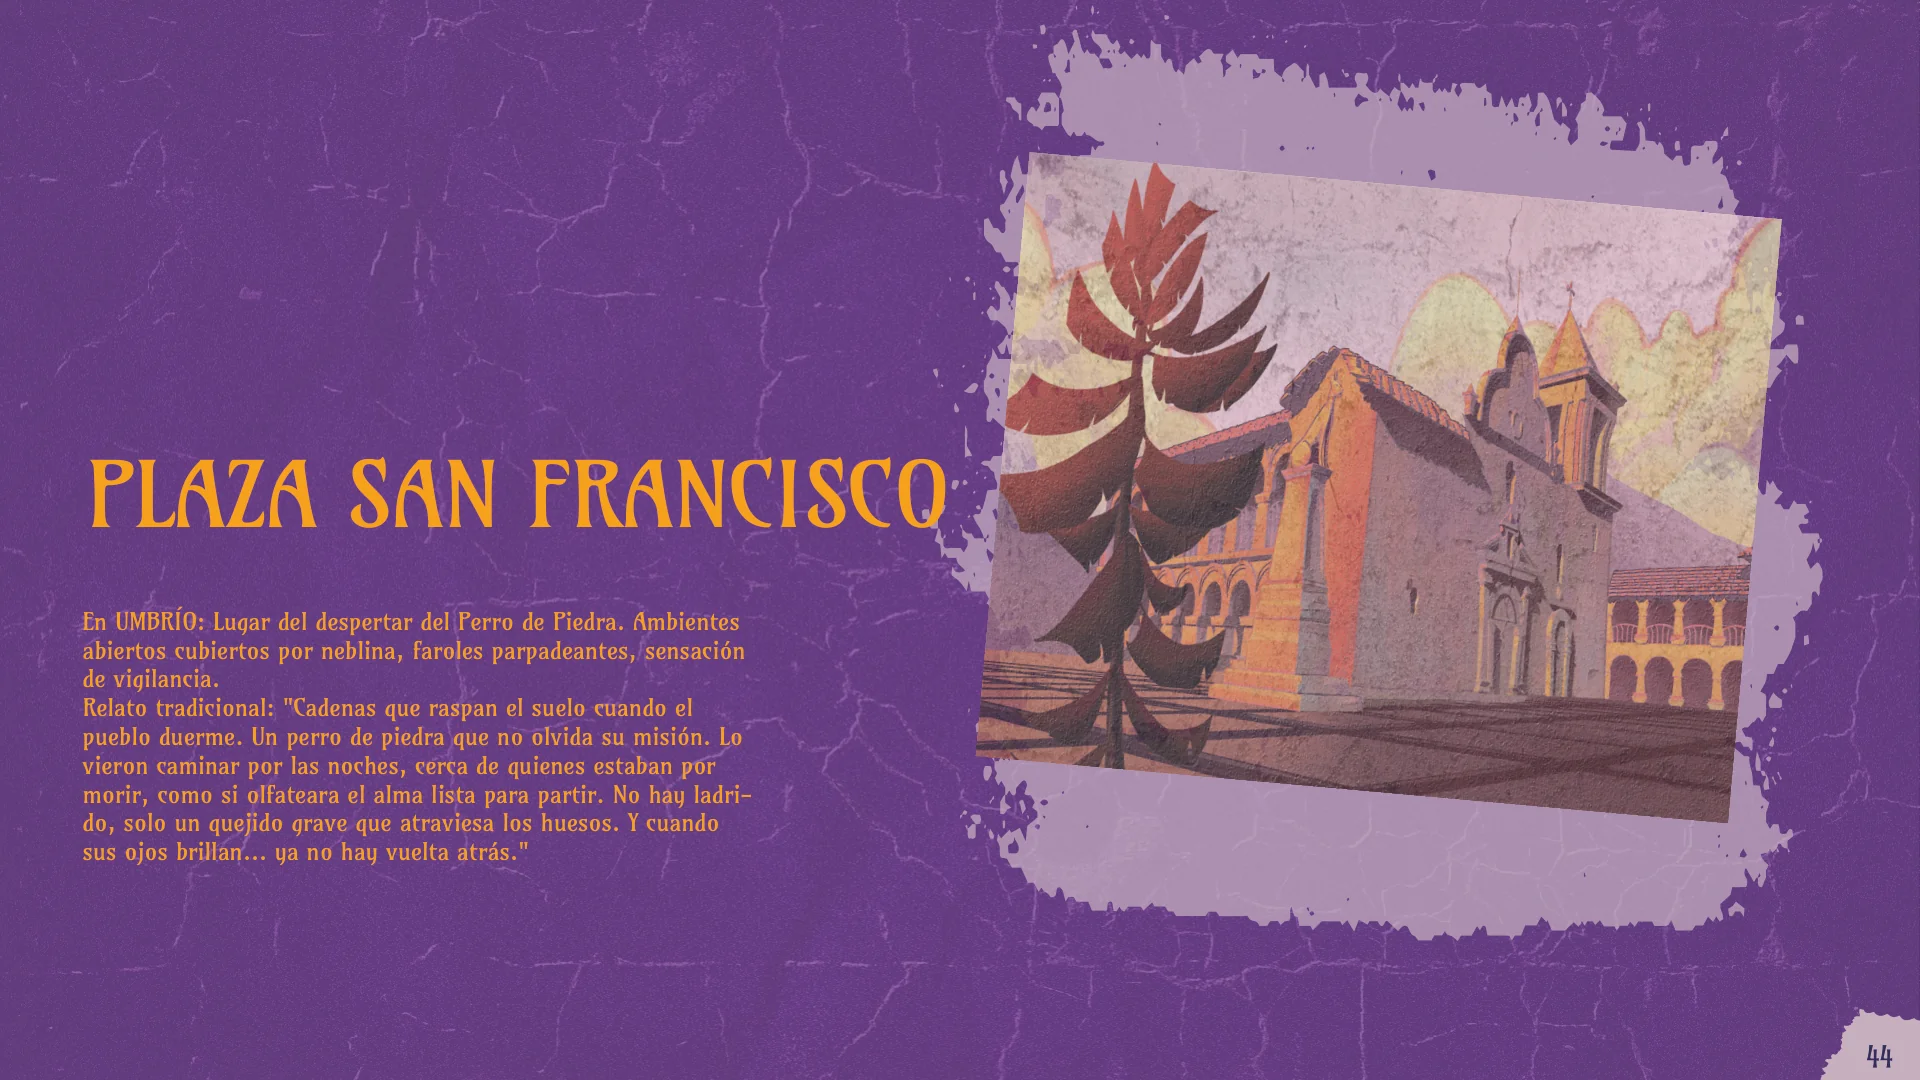 PLAZA SAN FRANCISCO
En UMBRÍO: Lugar del despertar del Perro de Piedra. Ambientes
abiertos cubiertos por neblina, faroles parpadeantes, sensación
de vigilancia.
Relato tradicional: "Cadenas que raspan el suelo cuando el
pueblo duerme. Un perro de piedra que no olvida su misión. Lo
vieron caminar por las noches, cerca de quienes estaban por
morir, como si olfateara el alma lista para partir. No hay ladri-
do, solo un quejido grave que atraviesa los huesos. Y cuando
sus ojos brillan... ya no hay vuelta atrás."
44